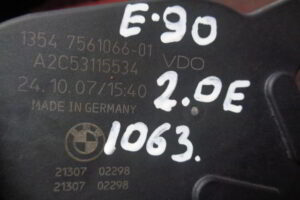 E·90
1354 7561066-01
A2C53115534 VDO
24.10.07/15:40 2.0E
MADE IN GERMANY
BMW
1063.
21307 02298
21307 02298